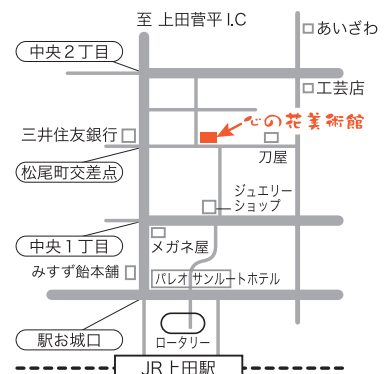 至 上田菅平 I.C
あいざわ
中央2丁目
工芸店
心の花美術館
三井住友銀行
刀屋
松尾町交差点
ジュエリー
ショップ
中央1丁目
メガネ屋
みすず飴本舗
パレオ サンルートホテル
駅お城口
ロータリー
JR上田駅